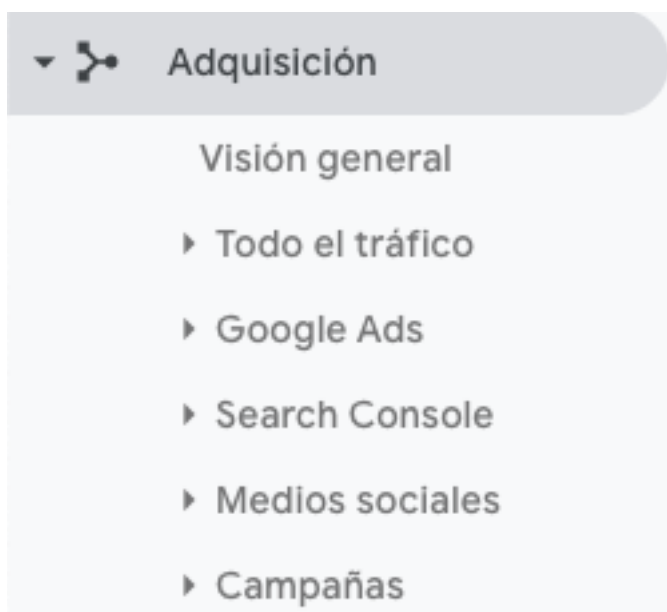 Adquisición
Visión general
Todo el tráfico
Google Ads
Search Console
Medios sociales
Campañas